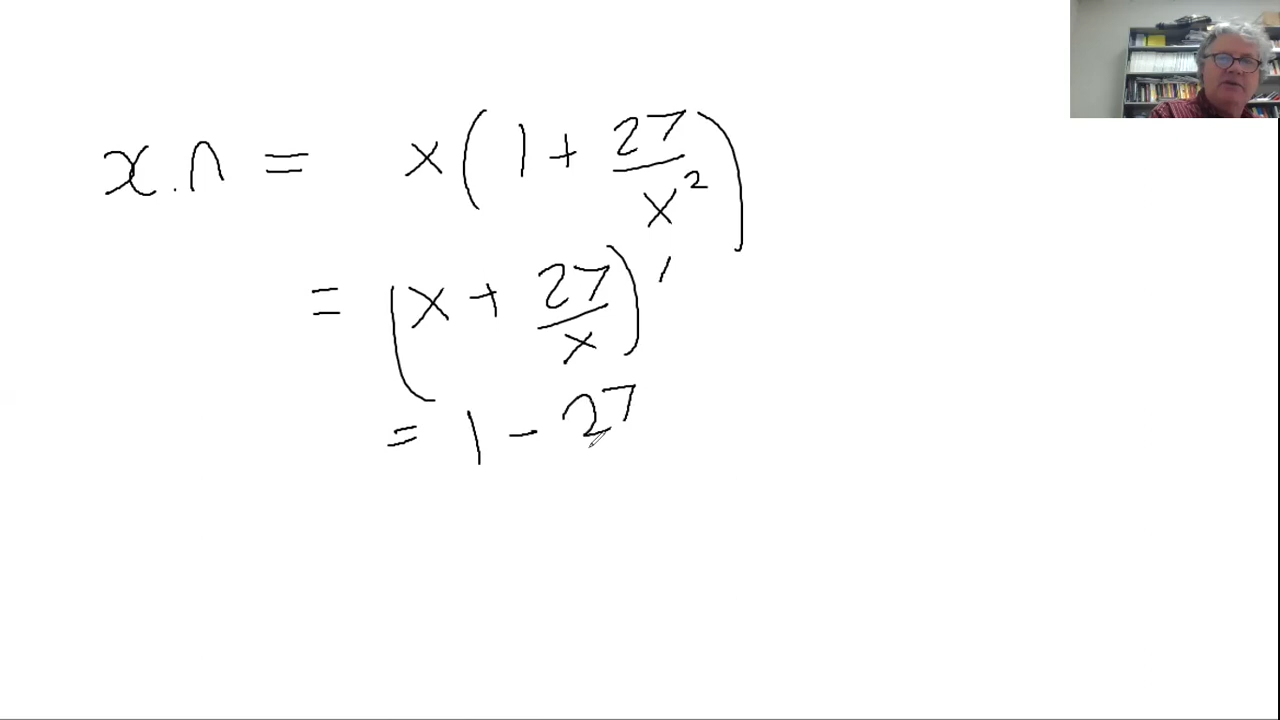 x.n = x(1 + 27/x²)
= (x + 27/x)'
= 1 - 27